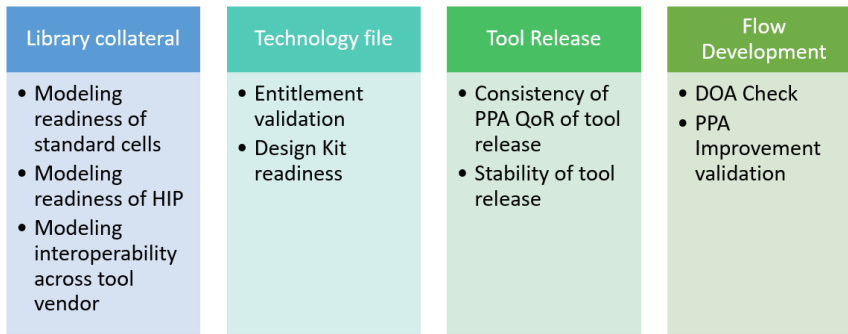 Library collateral
• Modeling
readiness of
standard cells
• Modeling
readiness of HIP
• Modeling
interoperability
across tool
vendor
Technology file
• Entitlement
validation
• Design Kit
readiness
Tool Release
• Consistency of
PPA QoR of tool
release
• Stability of tool
release
Flow
Development
• DOA Check
• PPA
Improvement
validation